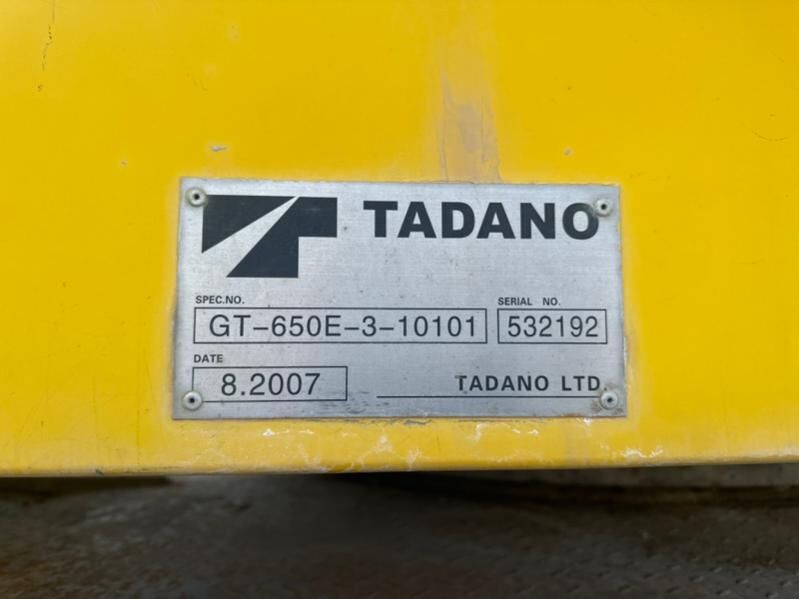 TADANO
SPEC.NO.
SERIAL NO.
GT-650E-3-10101
532192
DATE
8.2007
TADANO LTD.